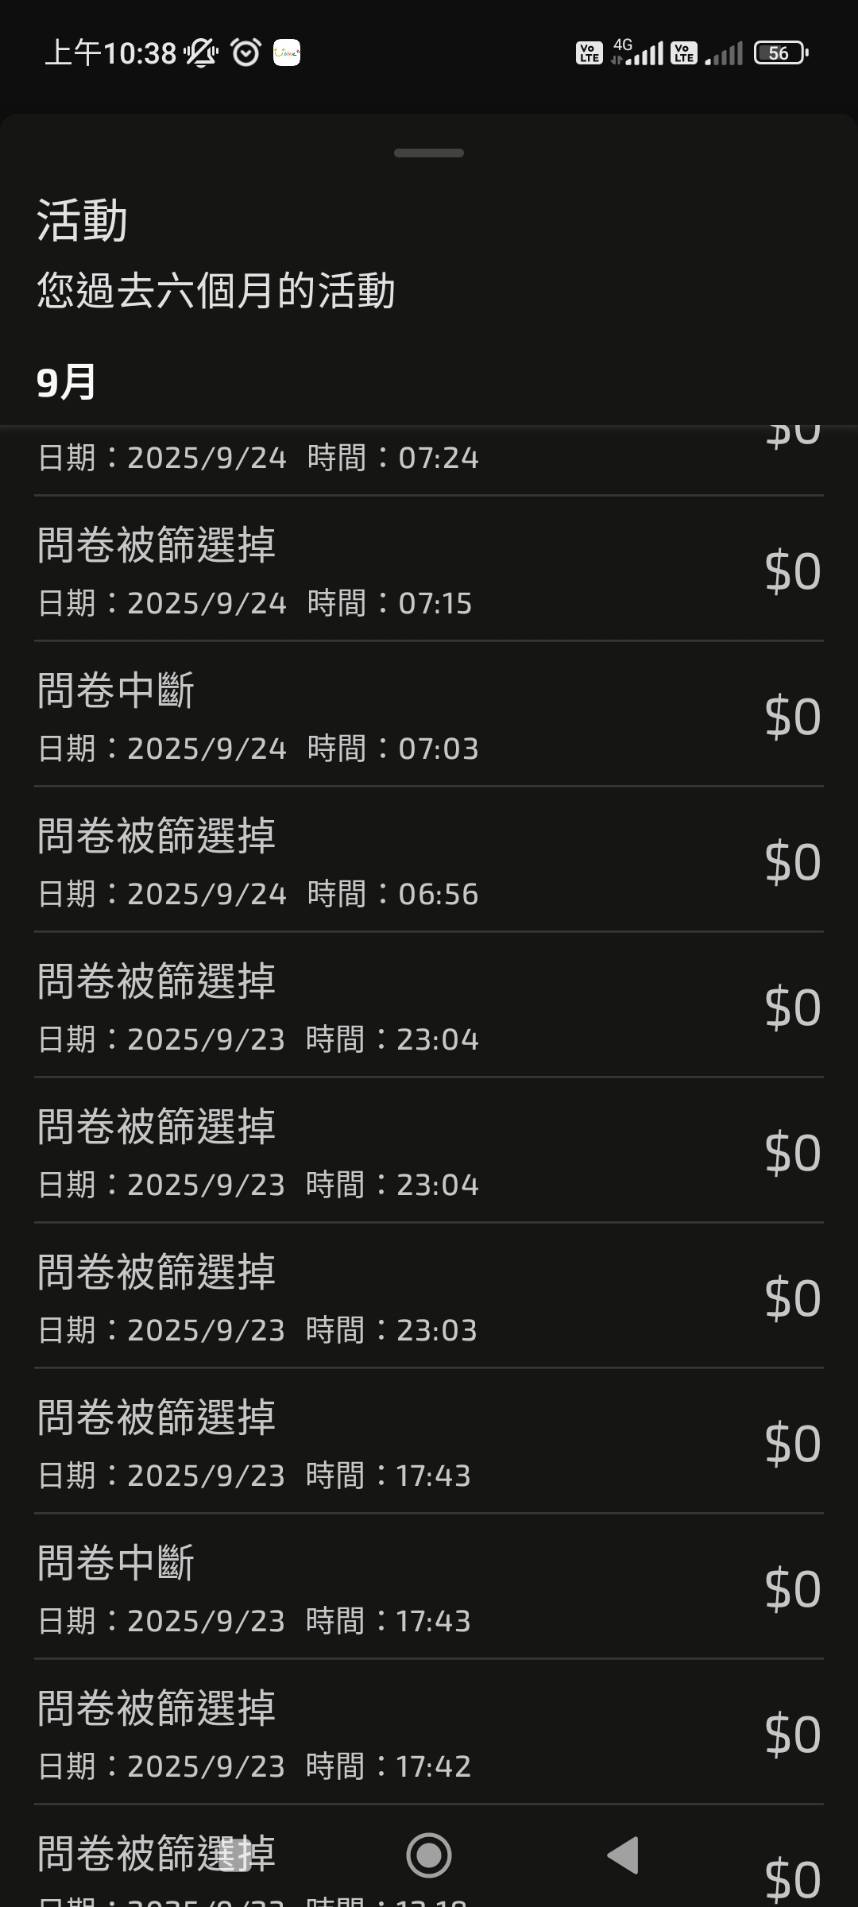 上午10:38
Vo LTE 4G Vo LTE 56
活動
您過去六個月的活動
9月
$0
日期：2025/9/24 時間：07:24
問卷被篩選掉
$0
日期：2025/9/24 時間：07:15
問卷中斷
$0
日期：2025/9/24 時間：07:03
問卷被篩選掉
$0
日期：2025/9/24 時間：06:56
問卷被篩選掉
$0
日期：2025/9/23 時間：23:04
問卷被篩選掉
$0
日期：2025/9/23 時間：23:04
問卷被篩選掉
$0
日期：2025/9/23 時間：23:03
問卷被篩選掉
$0
日期：2025/9/23 時間：17:43
問卷中斷
$0
日期：2025/9/23 時間：17:43
問卷被篩選掉
$0
日期：2025/9/23 時間：17:42
問卷被篩選掉
$0